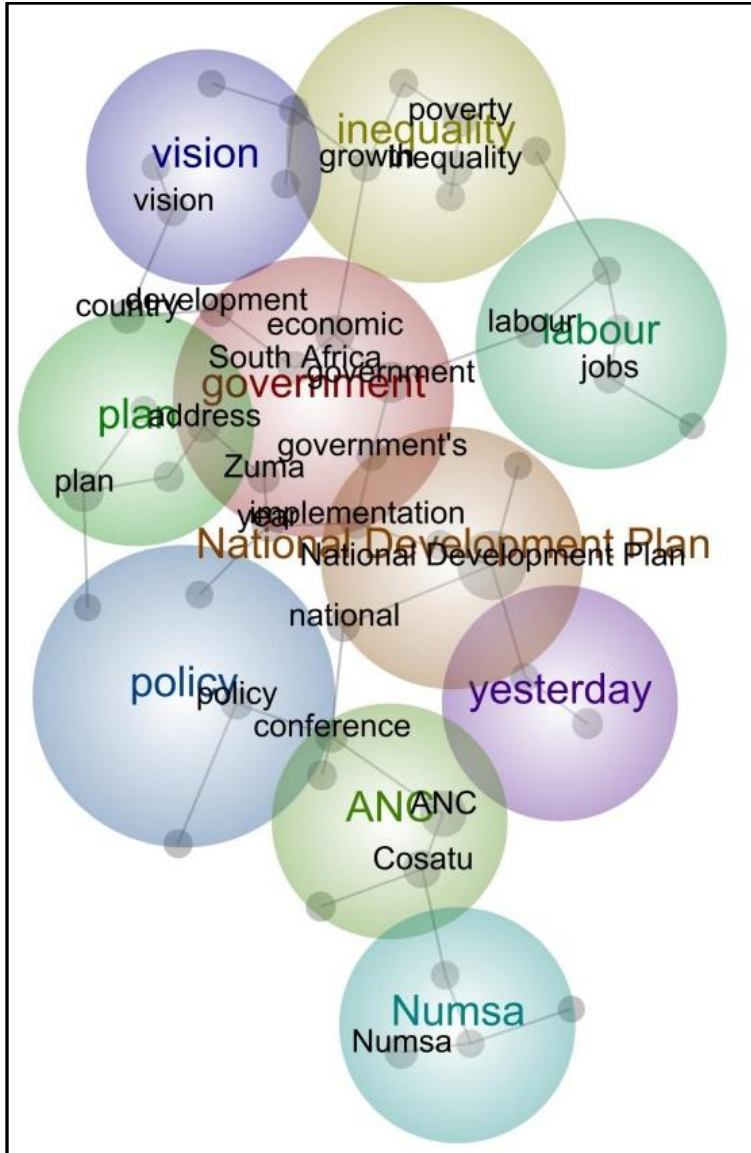 poverty
inequality
vision
growth
inequality
vision
country
development
economic
labour
labour
South Africa
government
government
jobs
plan
address
government's
Zuma
plan
year
implementation
National Development Plan
National Development Plan
national
policy
policy
yesterday
conference
ANC
ANC
Cosatu
Numsa
Numsa